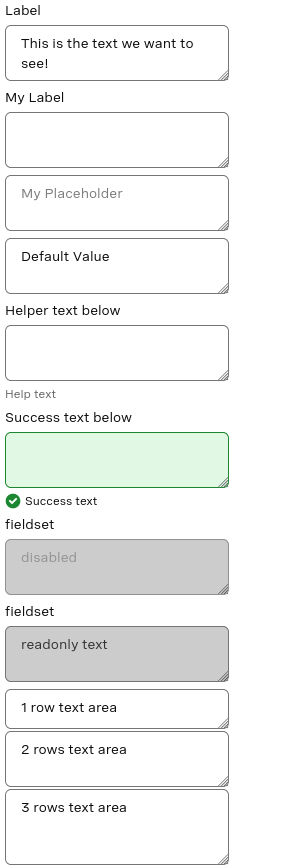 Label
This is the text we want to
see!
My Label
My Placeholder
Default Value
Helper text below
Help text
Success text below
Success text
fieldset
disabled
fieldset
readonly text
1 row text area
2 rows text area
3 rows text area